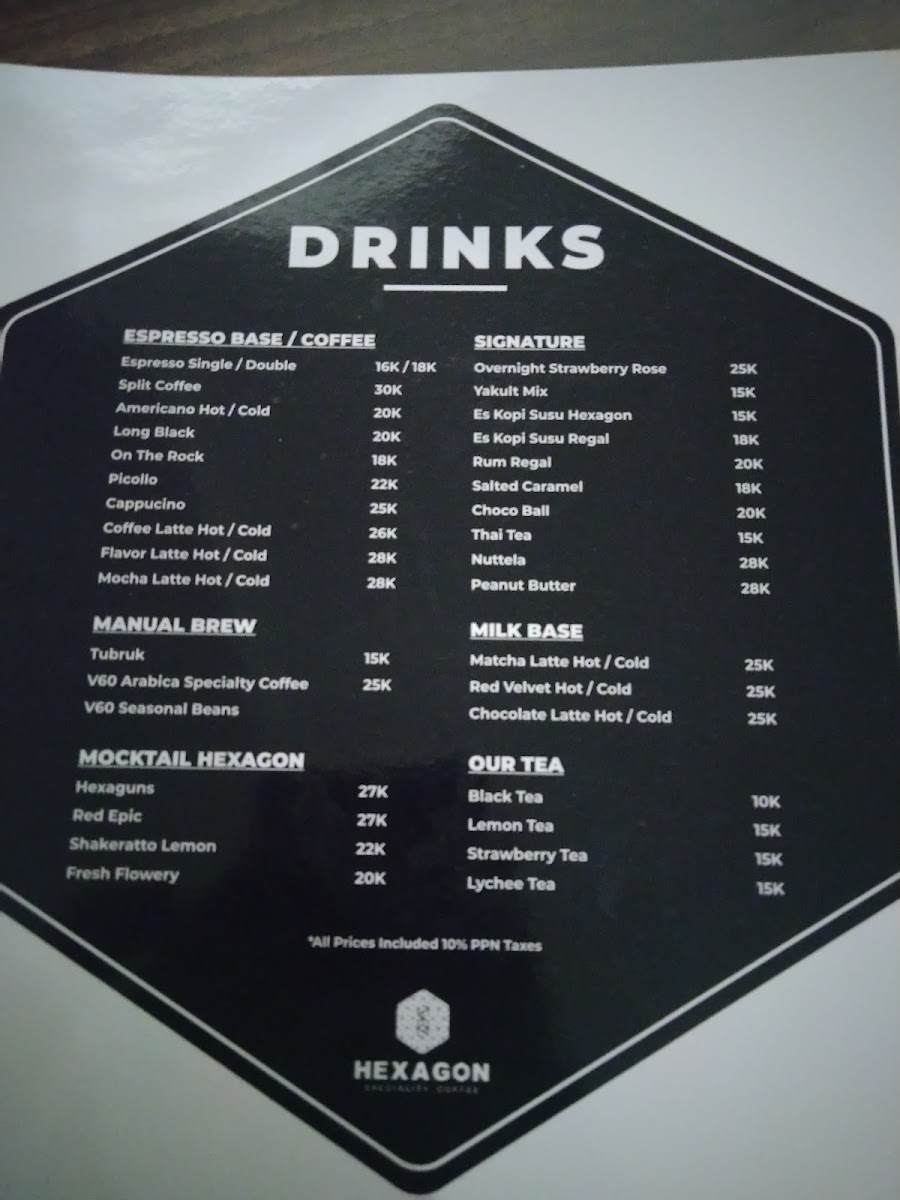 DRINKS
ESPRESSO BASE / COFFEE
Espresso Single / Double 16K / 18K
Split Coffee 30K
Americano Hot / Cold 20K
Long Black 20K
On The Rock 18K
Picollo 22K
Cappucino 25K
Coffee Latte Hot / Cold 26K
Flavor Latte Hot / Cold 28K
Mocha Latte Hot / Cold 28K
MANUAL BREW
Tubruk 15K
V60 Arabica Specialty Coffee 25K
V60 Seasonal Beans
MOCKTAIL HEXAGON
Hexaguns 27K
Red Epic 27K
Shakeratto Lemon 22K
Fresh Flowery 20K
SIGNATURE
Overnight Strawberry Rose 25K
Yakult Mix 15K
Es Kopi Susu Hexagon 15K
Es Kopi Susu Regal 18K
Rum Regal 20K
Salted Caramel 18K
Choco Ball 20K
Thai Tea 15K
Nuttela 28K
Peanut Butter 28K
MILK BASE
Matcha Latte Hot / Cold 25K
Red Velvet Hot / Cold 25K
Chocolate Latte Hot / Cold 25K
OUR TEA
Black Tea 10K
Lemon Tea 15K
Strawberry Tea 15K
Lychee Tea 15K
*All Prices Included 10% PPN Taxes
HEXAGON